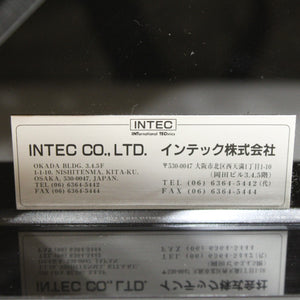 INTEC
INTernational TEChnics
INTEC CO., LTD.
OKADA BLDG. 3.4.5F
1-1-10, NISHITENMA, KITA-KU.
OSAKA, 530-0047, JAPAN.
TEL (06) 6364-5442
FAX (06) 6364-5444
インテック株式会社
〒530-0047 大阪市北区西天満1丁目1-10
(岡田ビル3.4.5階)
TEL (06) 6364-5442(代)
FAX (06) 6364-5444